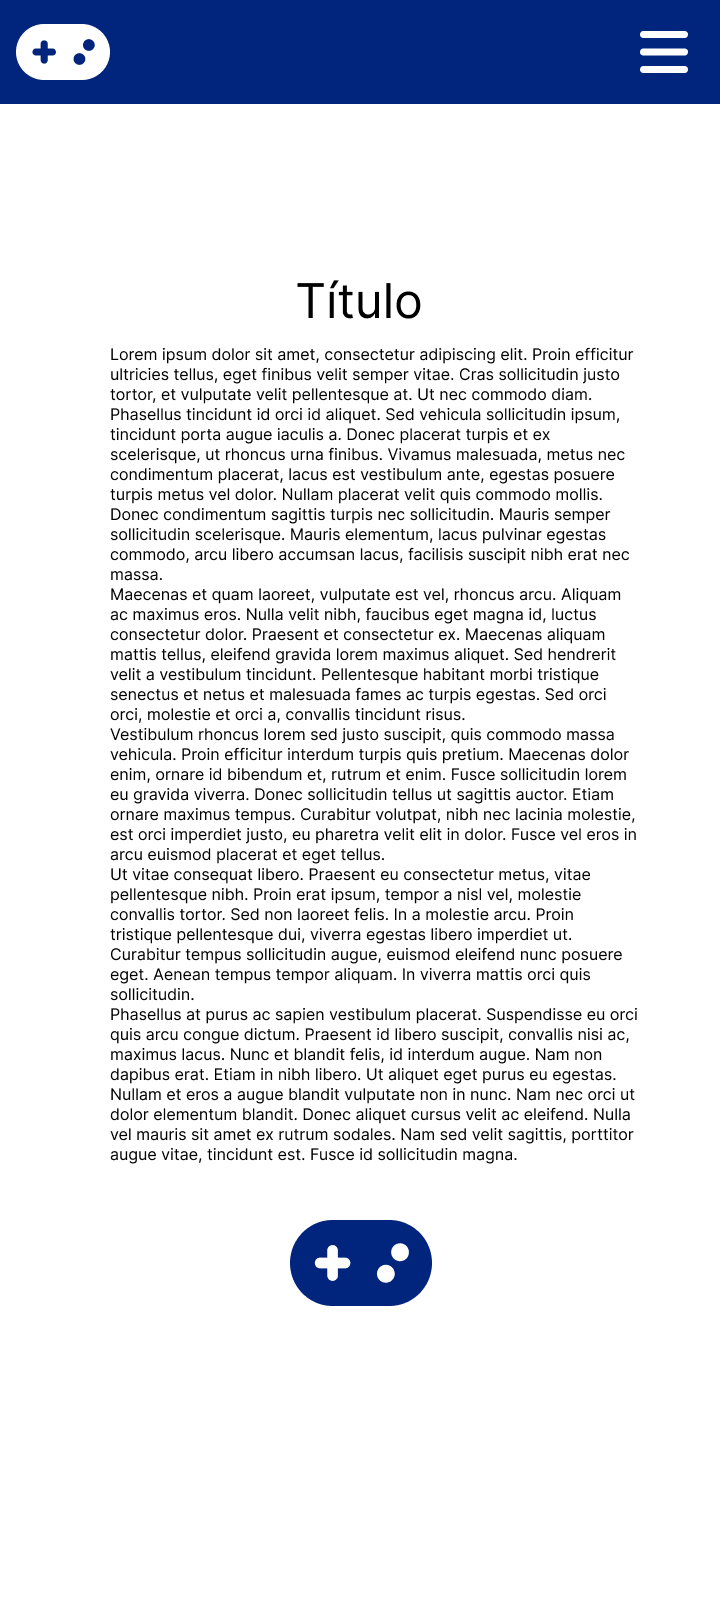 Título
Lorem ipsum dolor sit amet, consectetur adipiscing elit. Proin efficitur
ultricies tellus, eget finibus velit semper vitae. Cras sollicitudin justo
tortor, et vulputate velit pellentesque at. Ut nec commodo diam.
Phasellus tincidunt id orci id aliquet. Sed vehicula sollicitudin ipsum,
tincidunt porta augue iaculis a. Donec placerat turpis et ex
scelerisque, ut rhoncus urna finibus. Vivamus malesuada, metus nec
condimentum placerat, lacus est vestibulum ante, egestas posuere
turpis metus vel dolor. Nullam placerat velit quis commodo mollis.
Donec condimentum sagittis turpis nec sollicitudin. Mauris semper
sollicitudin scelerisque. Mauris elementum, lacus pulvinar egestas
commodo, arcu libero accumsan lacus, facilisis suscipit nibh erat nec
massa.
Maecenas et quam laoreet, vulputate est vel, rhoncus arcu. Aliquam
ac maximus eros. Nulla velit nibh, faucibus eget magna id, luctus
consectetur dolor. Praesent et consectetur ex. Maecenas aliquam
mattis tellus, eleifend gravida lorem maximus aliquet. Sed hendrerit
velit a vestibulum tincidunt. Pellentesque habitant morbi tristique
senectus et netus et malesuada fames ac turpis egestas. Sed orci
orci, molestie et orci a, convallis tincidunt risus.
Vestibulum rhoncus lorem sed justo suscipit, quis commodo massa
vehicula. Proin efficitur interdum turpis quis pretium. Maecenas dolor
enim, ornare id bibendum et, rutrum et enim. Fusce sollicitudin lorem
eu gravida viverra. Donec sollicitudin tellus ut sagittis auctor. Etiam
ornare maximus tempus. Curabitur volutpat, nibh nec lacinia molestie,
est orci imperdiet justo, eu pharetra velit elit in dolor. Fusce vel eros in
arcu euismod placerat et eget tellus.
Ut vitae consequat libero. Praesent eu consectetur metus, vitae
pellentesque nibh. Proin erat ipsum, tempor a nisl vel, molestie
convallis tortor. Sed non laoreet felis. In a molestie arcu. Proin
tristique pellentesque dui, viverra egestas libero imperdiet ut.
Curabitur tempus sollicitudin augue, euismod eleifend nunc posuere
eget. Aenean tempus tempor aliquam. In viverra mattis orci quis
sollicitudin.
Phasellus at purus ac sapien vestibulum placerat. Suspendisse eu orci
quis arcu congue dictum. Praesent id libero suscipit, convallis nisi ac,
maximus lacus. Nunc et blandit felis, id interdum augue. Nam non
dapibus erat. Etiam in nibh libero. Ut aliquet eget purus eu egestas.
Nullam et eros a augue blandit vulputate non in nunc. Nam nec orci ut
dolor elementum blandit. Donec aliquet cursus velit ac eleifend. Nulla
vel mauris sit amet ex rutrum sodales. Nam sed velit sagittis, porttitor
augue vitae, tincidunt est. Fusce id sollicitudin magna.